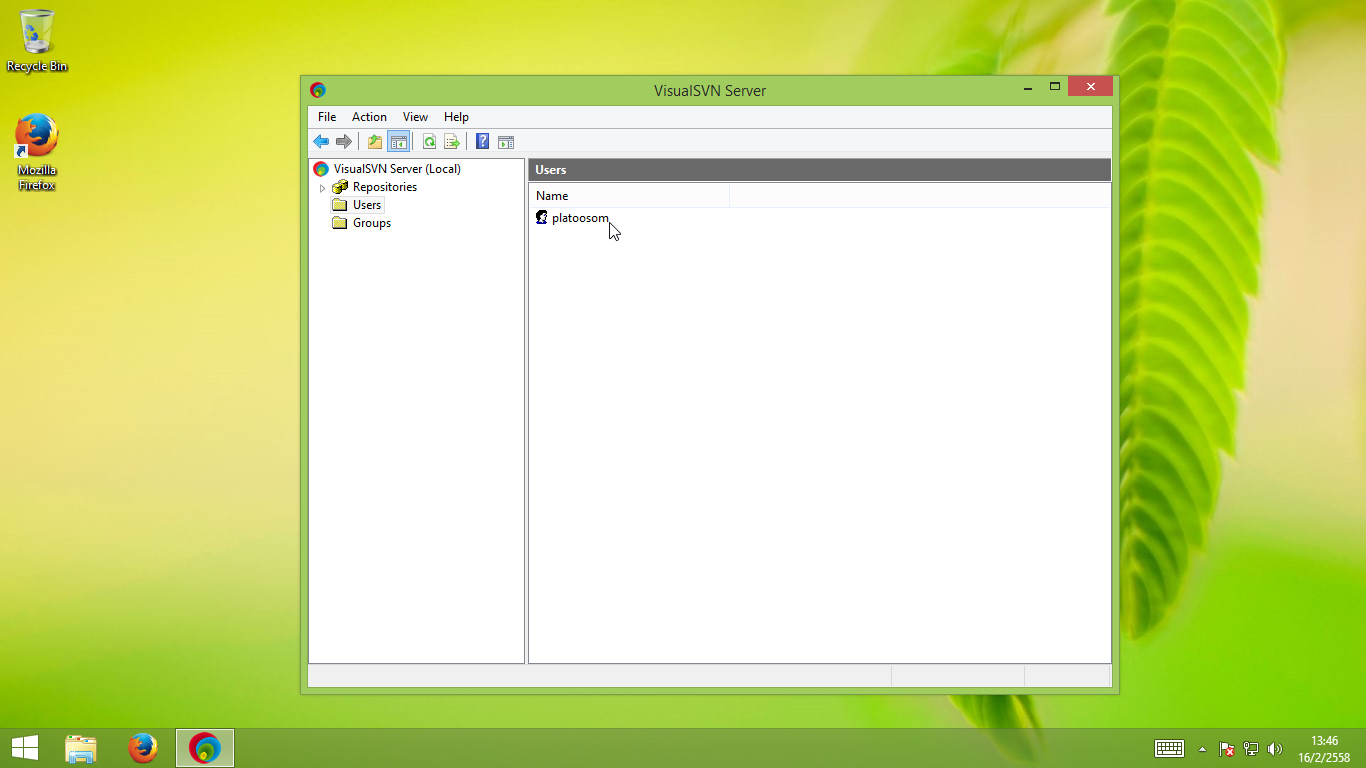 Recycle Bin
Mozilla
Firefox
VisualSVN Server
File Action View Help
VisualSVN Server (Local)
Repositories
Users
Groups
Users
Name
platoosom
13:46
16/2/2558